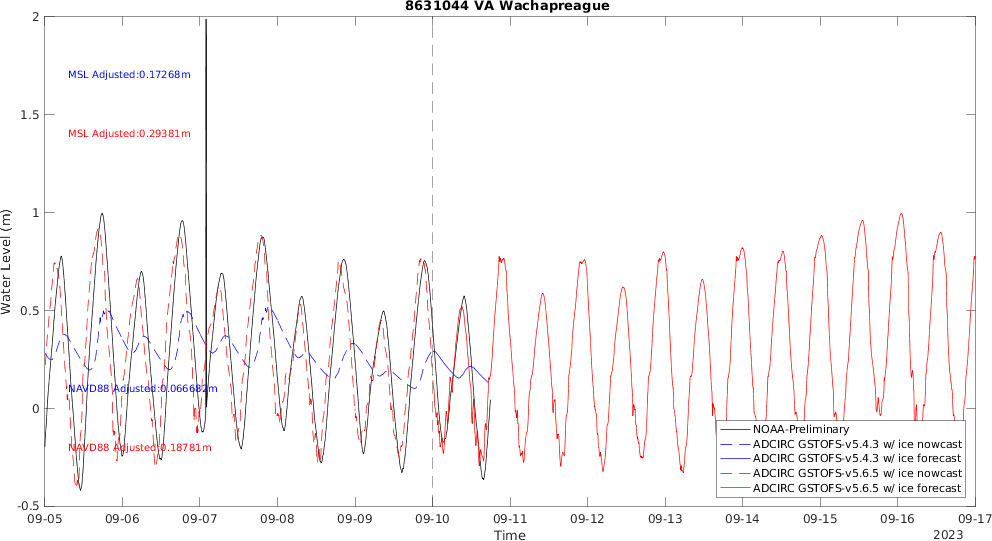 8631044 VA Wachapreague
2
MSL Adjusted:0.17268m
1.5
MSL Adjusted:0.29381m
1
Water Level (m)
0.5
NAVD88 Adjusted:0.066682m
0
NAVD88 Adjusted:0.18781m
-0.5
NOAA-Preliminary
ADCIRC GSTOFS-v5.4.3 w/ ice nowcast
ADCIRC GSTOFS-v5.4.3 w/ ice forecast
ADCIRC GSTOFS-v5.6.5 w/ ice nowcast
ADCIRC GSTOFS-v5.6.5 w/ ice forecast
09-05 09-06 09-07 09-08 09-09 09-10 09-11 09-12 09-13 09-14 09-15 09-16 09-17
Time
2023